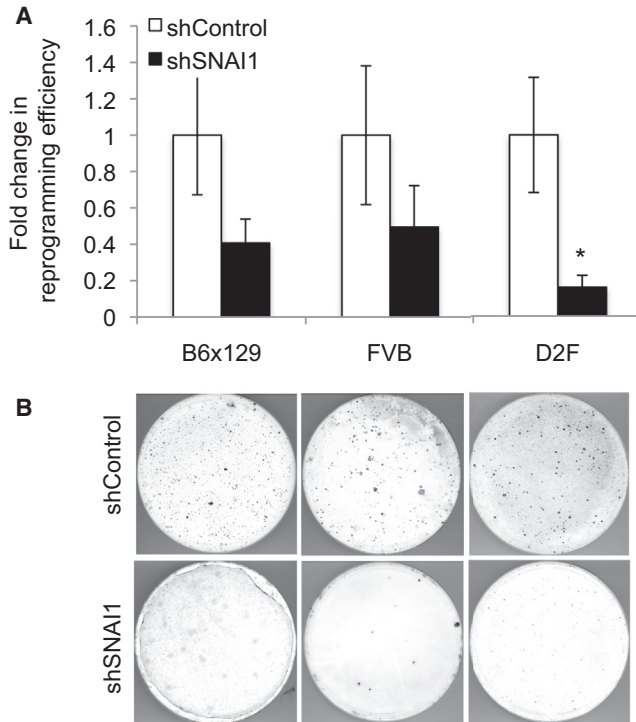 A
Fold change in
reprogramming efficiency
1.6
1.4
1.2
1
0.8
0.6
0.4
0.2
0
shControl
shSNAI1
*
B6x129
FVB
D2F
B
shControl
shSNAI1